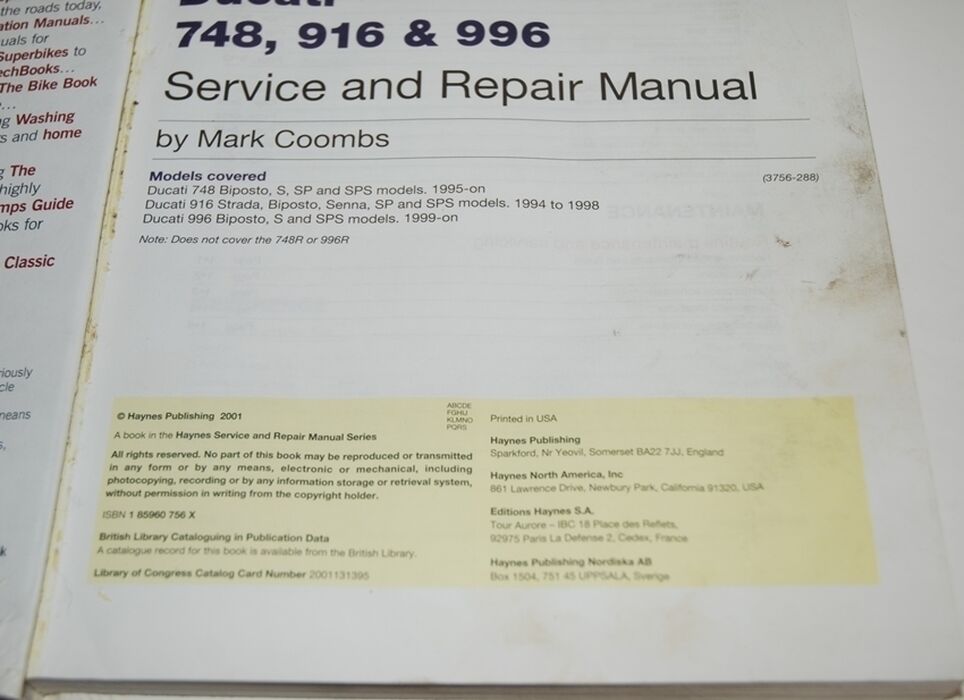 the roads today,
ation Manuals...
uals for
Superbikes to
echBooks...
The Bike Book
...
ng Washing
s and home
g The
highly
mps Guide
oks for
Classic
riously
cle
means
s,
k
Ducati
748, 916 & 996
Service and Repair Manual
by Mark Coombs
Models covered
(3756-288)
Ducati 748 Biposto, S, SP and SPS models. 1995-on
Ducati 916 Strada, Biposto, Senna, SP and SPS models. 1994 to 1998
Ducati 996 Biposto, S and SPS models. 1999-on
Note: Does not cover the 748R or 996R
© Haynes Publishing 2001
A book in the Haynes Service and Repair Manual Series
All rights reserved. No part of this book may be reproduced or transmitted
in any form or by any means, electronic or mechanical, including
photocopying, recording or by any information storage or retrieval system,
without permission in writing from the copyright holder.
ISBN 1 85960 756 X
British Library Cataloguing in Publication Data
A catalogue record for this book is available from the British Library.
Library of Congress Catalog Card Number 2001131395
ABCDE
FGHIJ
KLMNO
PQRS
Printed in USA
Haynes Publishing
Sparkford, Nr Yeovil, Somerset BA22 7JJ, England
Haynes North America, Inc
861 Lawrence Drive, Newbury Park, California 91320, USA
Editions Haynes S.A.
Tour Aurore – IBC 18 Place des Reflets,
92975 Paris La Defense 2, Cedex, France
Haynes Publishing Nordiska AB
Box 1504, 751 45 UPPSALA, Sverige